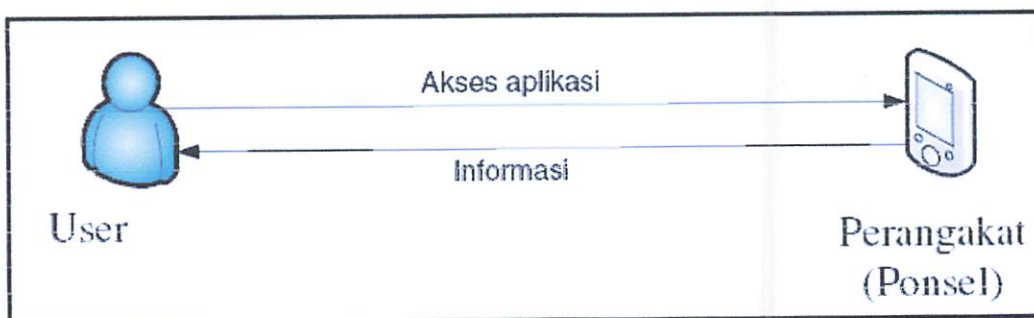 Akses aplikasi
Informasi
User
Perangakat
(Ponsel)